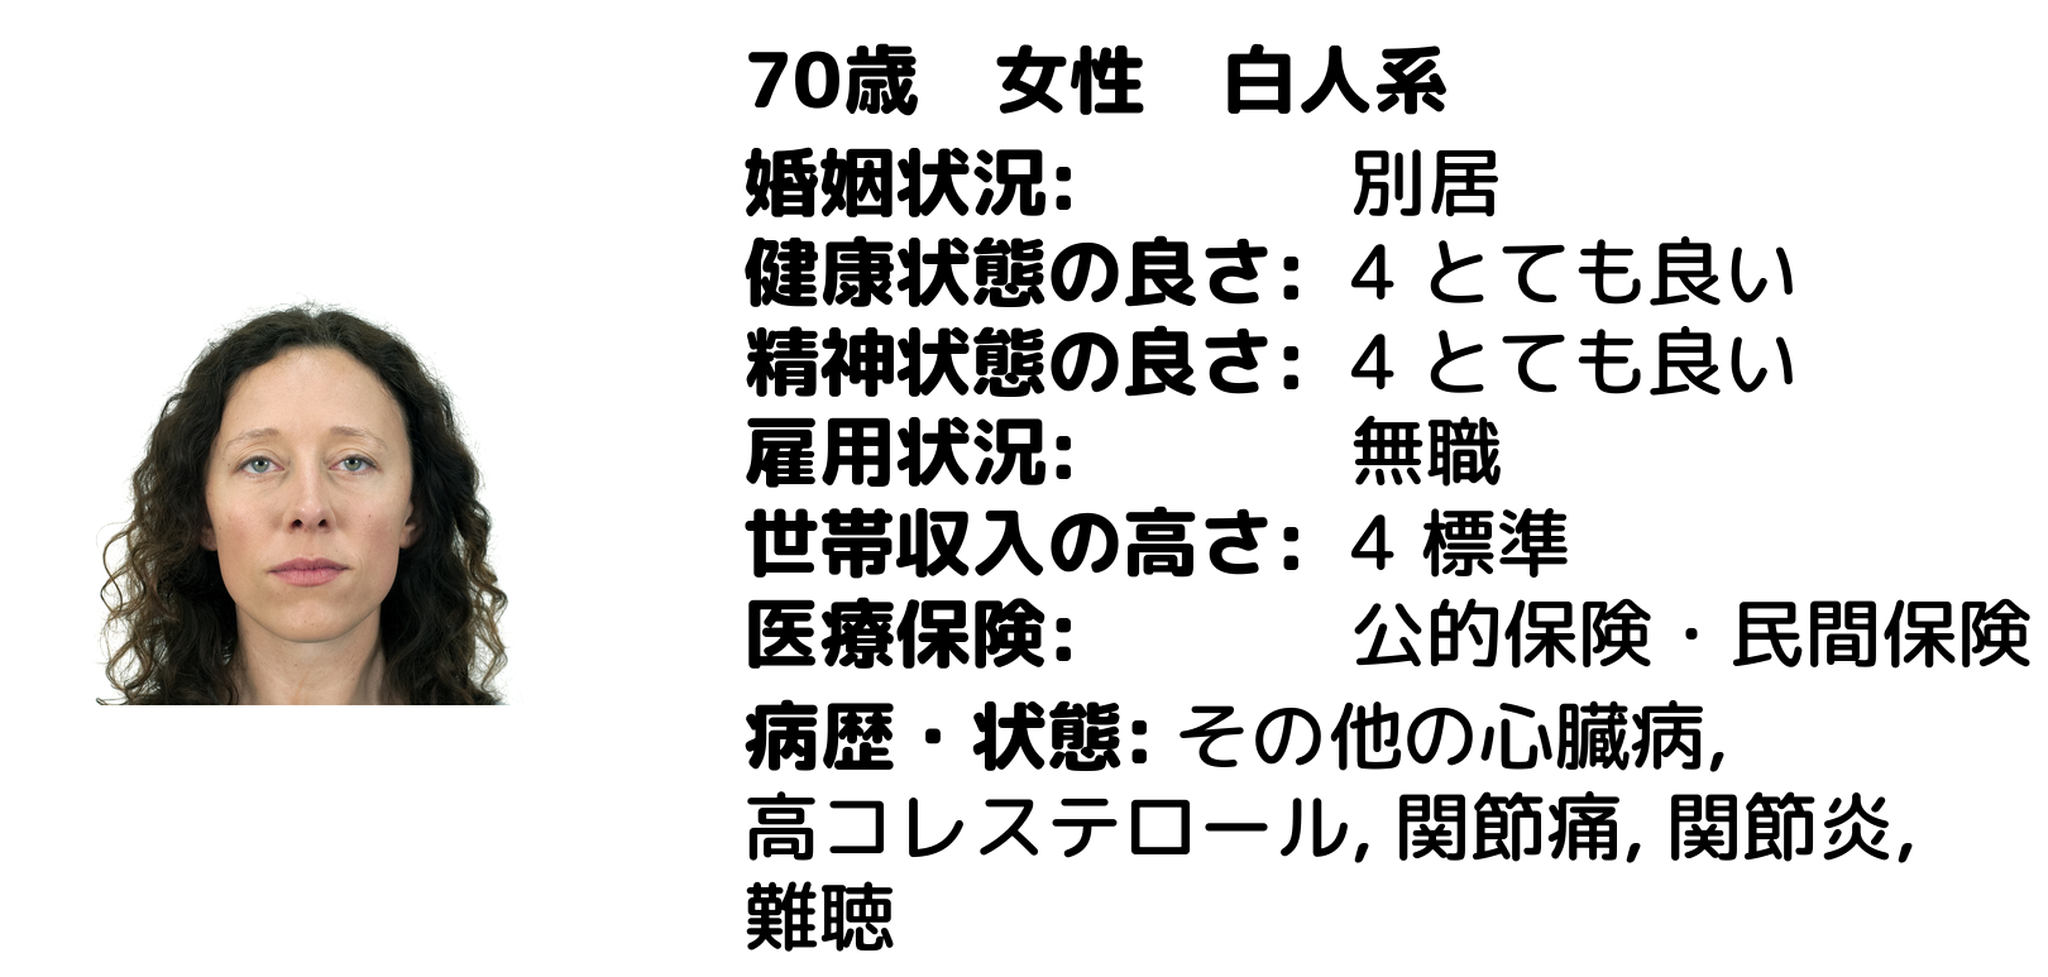 70歳　女性　白人系
婚姻状況: 別居
健康状態の良さ: 4 とても良い
精神状態の良さ: 4 とても良い
雇用状況: 無職
世帯収入の高さ: 4 標準
医療保険: 公的保険・民間保険
病歴・状態: その他の心臓病,
高コレステロール, 関節痛, 関節炎,
難聴